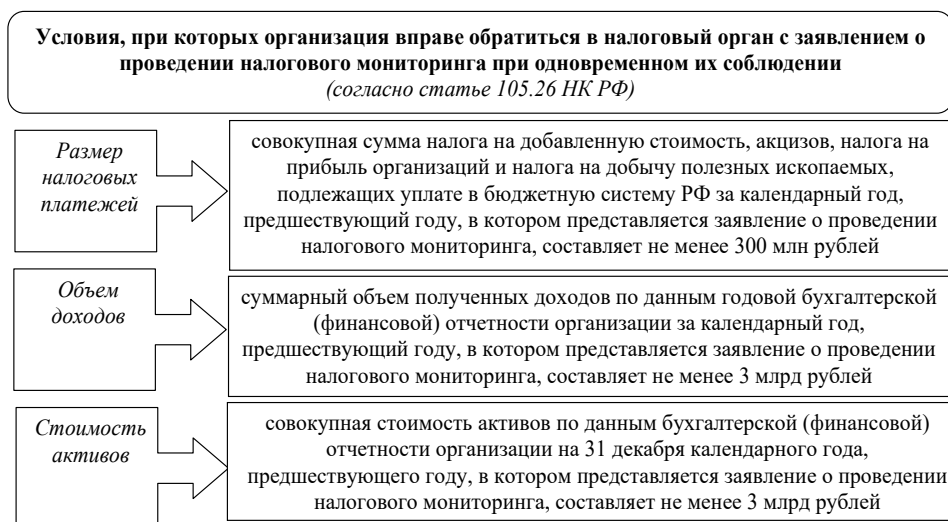 Условия, при которых организация вправе обратиться в налоговый орган с заявлением о
проведении налогового мониторинга при одновременном их соблюдении
(согласно статье 105.26 НК РФ)
Размер
налоговых
платежей
совокупная сумма налога на добавленную стоимость, акцизов, налога на
прибыль организаций и налога на добычу полезных ископаемых,
подлежащих уплате в бюджетную систему РФ за календарный год,
предшествующий году, в котором представляется заявление о проведении
налогового мониторинга, составляет не менее 300 млн рублей
Объем
доходов
суммарный объем полученных доходов по данным годовой бухгалтерской
(финансовой) отчетности организации за календарный год,
предшествующий году, в котором представляется заявление о проведении
налогового мониторинга, составляет не менее 3 млрд рублей
Стоимость
активов
совокупная стоимость активов по данным бухгалтерской (финансовой)
отчетности организации на 31 декабря календарного года,
предшествующего году, в котором представляется заявление о проведении
налогового мониторинга, составляет не менее 3 млрд рублей